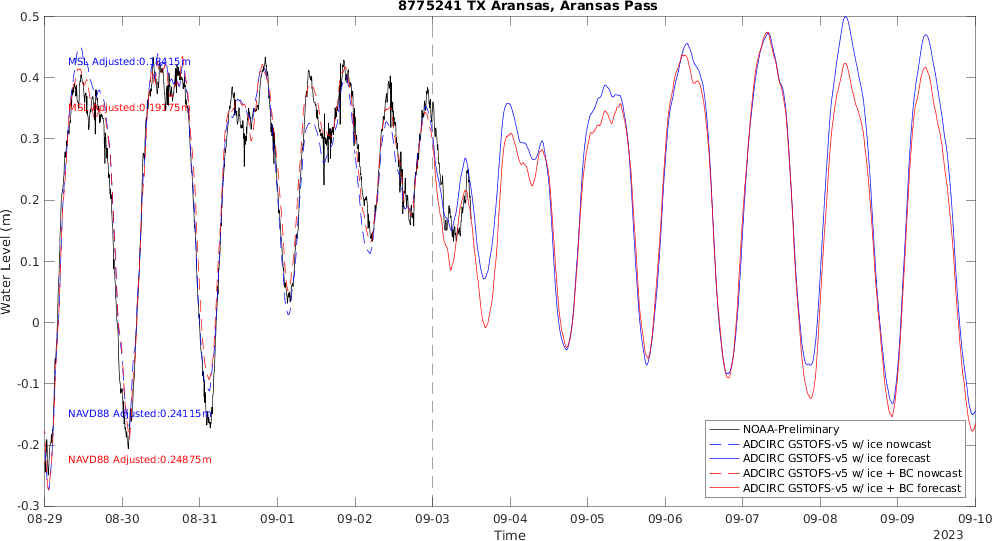 8775241 TX Aransas, Aransas Pass
0.5
0.4
0.3
0.2
0.1
0
-0.1
-0.2
-0.3
Water Level (m)
MSL Adjusted:0.18415m
MSL Adjusted:0.19175m
NAVD88 Adjusted:0.24115m
NAVD88 Adjusted:0.24875m
NOAA-Preliminary
ADCIRC GSTOFS-v5 w/ ice nowcast
ADCIRC GSTOFS-v5 w/ ice forecast
ADCIRC GSTOFS-v5 w/ ice + BC nowcast
ADCIRC GSTOFS-v5 w/ ice + BC forecast
08-29 08-30 08-31 09-01 09-02 09-03 09-04 09-05 09-06 09-07 09-08 09-09 09-10
Time
2023